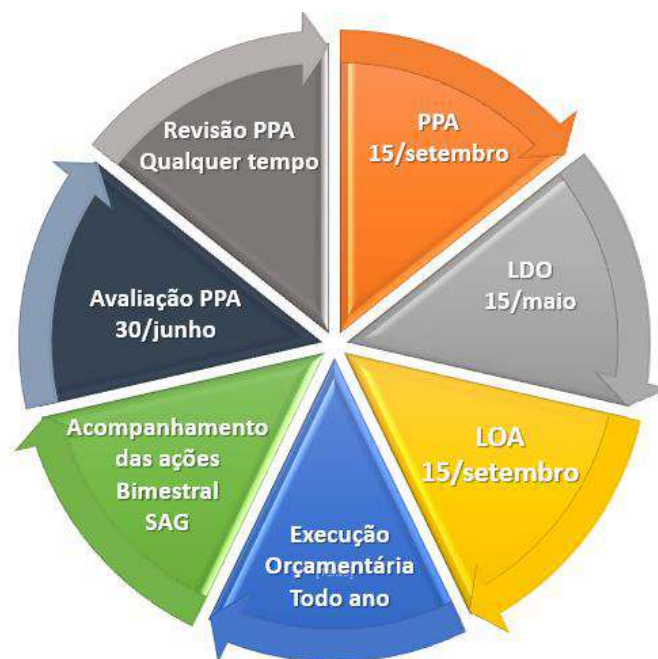 PPA
15/setembro
LDO
15/maio
LOA
15/setembro
Execução
Orçamentária
Todo ano
Acompanhamento
das ações
Bimestral
SAG
Avaliação PPA
30/junho
Revisão PPA
Qualquer tempo